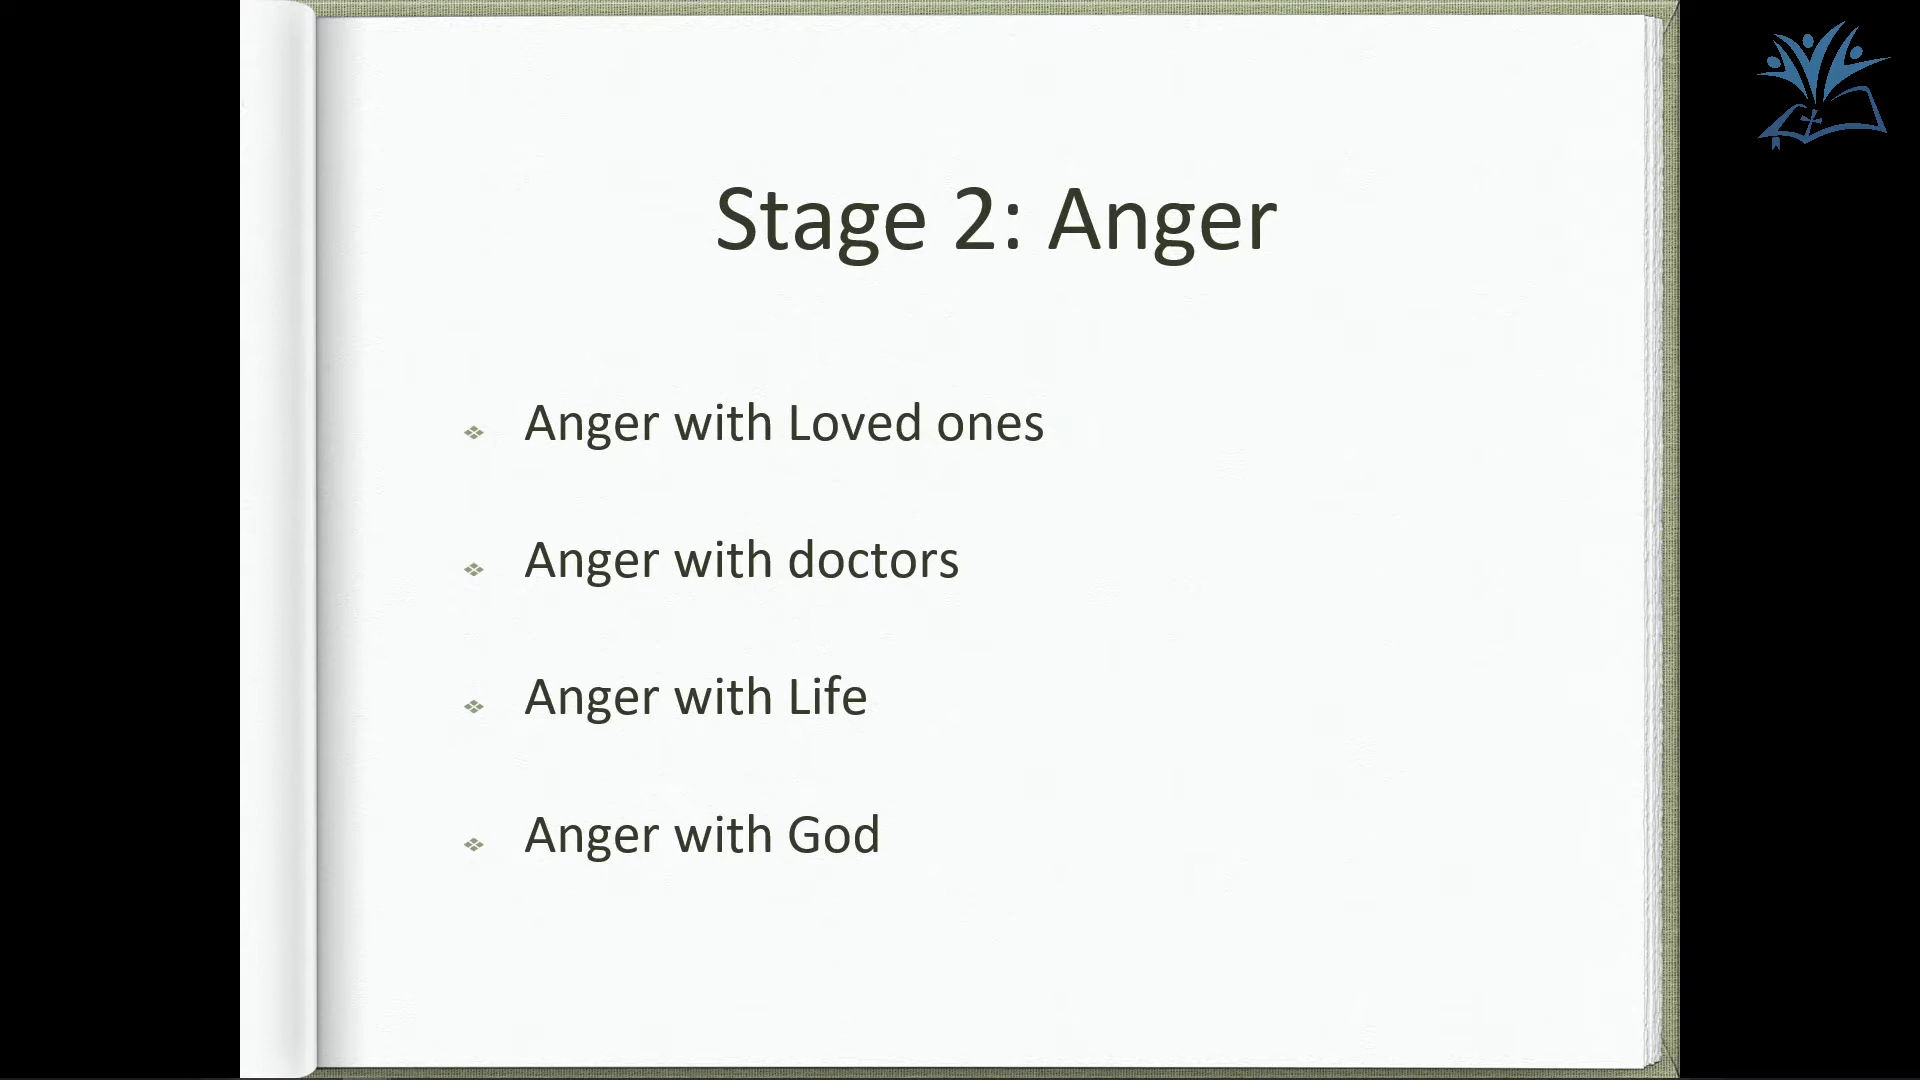 Stage 2: Anger
Anger with Loved ones
Anger with doctors
Anger with Life
Anger with God